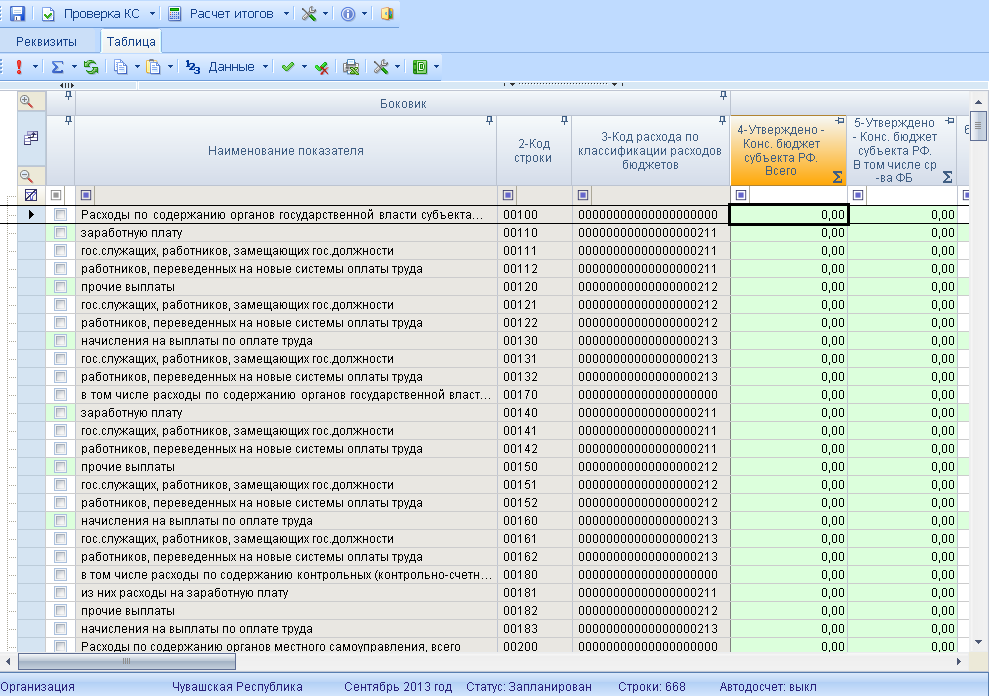 Проверка КС Расчет итогов
Реквизиты Таблица
Данные
Боковик
Наименование показателя
2-Код
строки
3-Код расхода по
классификации расходов
бюджетов
4-Утверждено -
Конс. бюджет
субъекта РФ.
Всего
5-Утверждено
- Конс. бюджет
субъекта РФ.
В том числе ср
-ва ФБ
6
Расходы по содержанию органов государственной власти субъекта... 00100 00000000000000000000 0,00 0,00
заработную плату 00110 00000000000000000211 0,00 0,00
гос.служащих, работников, замещающих гос.должности 00111 00000000000000000211 0,00 0,00
работников, переведенных на новые системы оплаты труда 00112 00000000000000000211 0,00 0,00
прочие выплаты 00120 00000000000000000212 0,00 0,00
гос.служащих, работников, замещающих гос.должности 00121 00000000000000000212 0,00 0,00
работников, переведенных на новые системы оплаты труда 00122 00000000000000000212 0,00 0,00
начисления на выплаты по оплате труда 00130 00000000000000000213 0,00 0,00
гос.служащих, работников, замещающих гос.должности 00131 00000000000000000213 0,00 0,00
работников, переведенных на новые системы оплаты труда 00132 00000000000000000213 0,00 0,00
в том числе расходы по содержанию органов государственной власт... 00170 00000000000000000000 0,00 0,00
заработную плату 00140 00000000000000000211 0,00 0,00
гос.служащих, работников, замещающих гос.должности 00141 00000000000000000211 0,00 0,00
работников, переведенных на новые системы оплаты труда 00142 00000000000000000211 0,00 0,00
прочие выплаты 00150 00000000000000000212 0,00 0,00
гос.служащих, работников, замещающих гос.должности 00151 00000000000000000212 0,00 0,00
работников, переведенных на новые системы оплаты труда 00152 00000000000000000212 0,00 0,00
начисления на выплаты по оплате труда 00160 00000000000000000213 0,00 0,00
гос.служащих, работников, замещающих гос.должности 00161 00000000000000000213 0,00 0,00
работников, переведенных на новые системы оплаты труда 00162 00000000000000000213 0,00 0,00
в том числе расходы по содержанию контрольных (контрольно-счетн... 00180 00000000000000000000 0,00 0,00
из них расходы на заработную плату 00181 00000000000000000211 0,00 0,00
прочие выплаты 00182 00000000000000000212 0,00 0,00
начисления на выплаты по оплате труда 00183 00000000000000000213 0,00 0,00
Расходы по содержанию органов местного самоуправления, всего 00200 00000000000000000000 0,00 0,00
Организация Чувашская Республика Сентябрь 2013 год Статус: Запланирован Строки: 668 Автодосчет: выкл